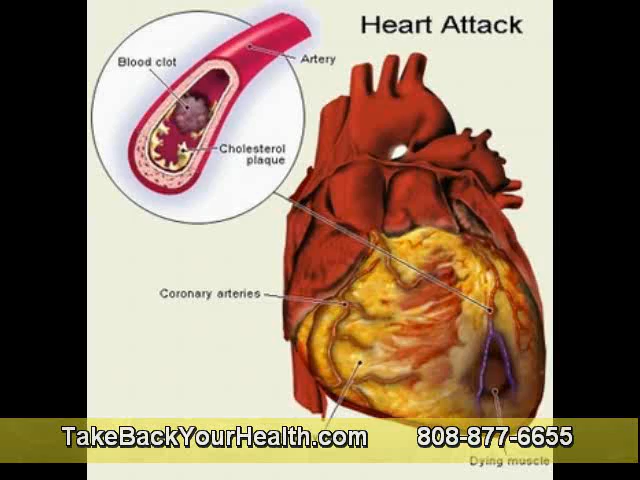 Heart Attack
Blood clot
Artery
Cholesterol
plaque
Coronary arteries
TakeBackYourHealth.com 808-877-6655
Dying muscle